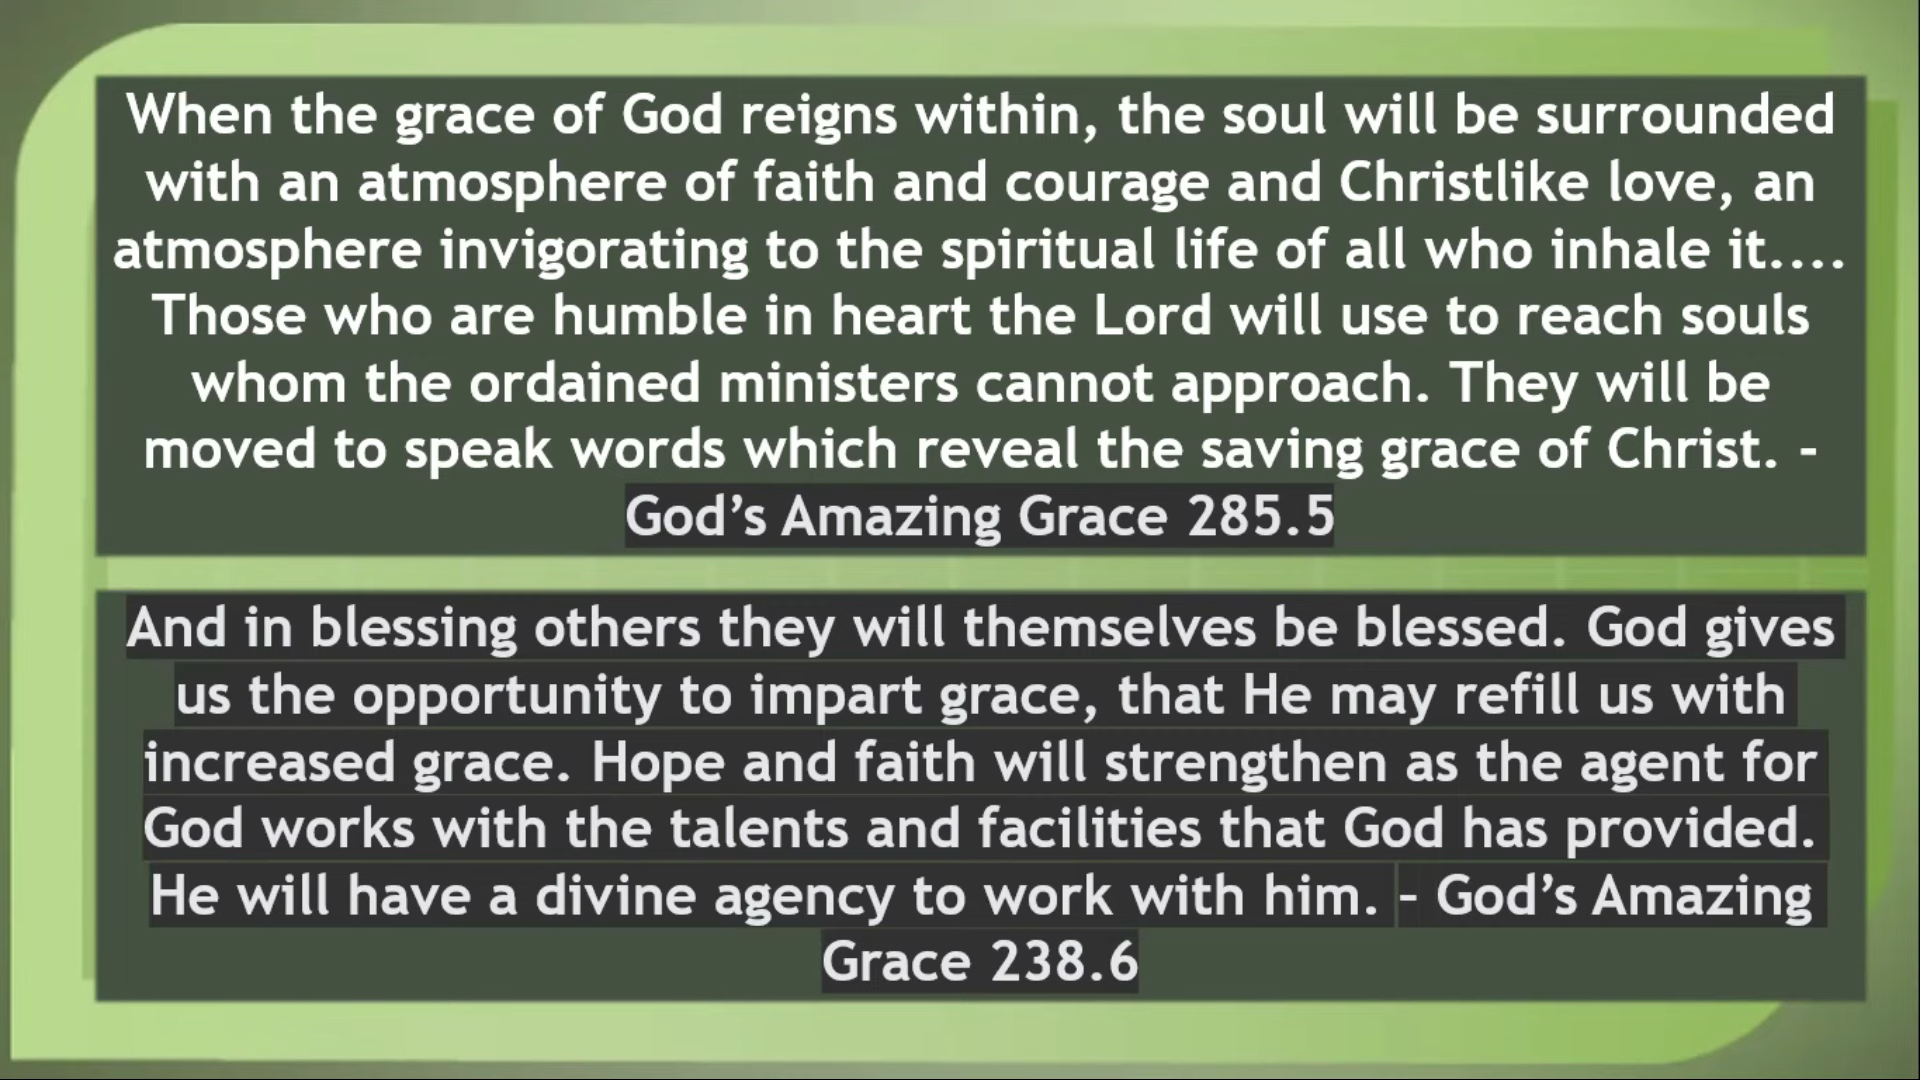 When the grace of God reigns within, the soul will be surrounded
with an atmosphere of faith and courage and Christlike love, an
atmosphere invigorating to the spiritual life of all who inhale it....
Those who are humble in heart the Lord will use to reach souls
whom the ordained ministers cannot approach. They will be
moved to speak words which reveal the saving grace of Christ. -
God’s Amazing Grace 285.5
And in blessing others they will themselves be blessed. God gives
us the opportunity to impart grace, that He may refill us with
increased grace. Hope and faith will strengthen as the agent for
God works with the talents and facilities that God has provided.
He will have a divine agency to work with him. – God’s Amazing
Grace 238.6